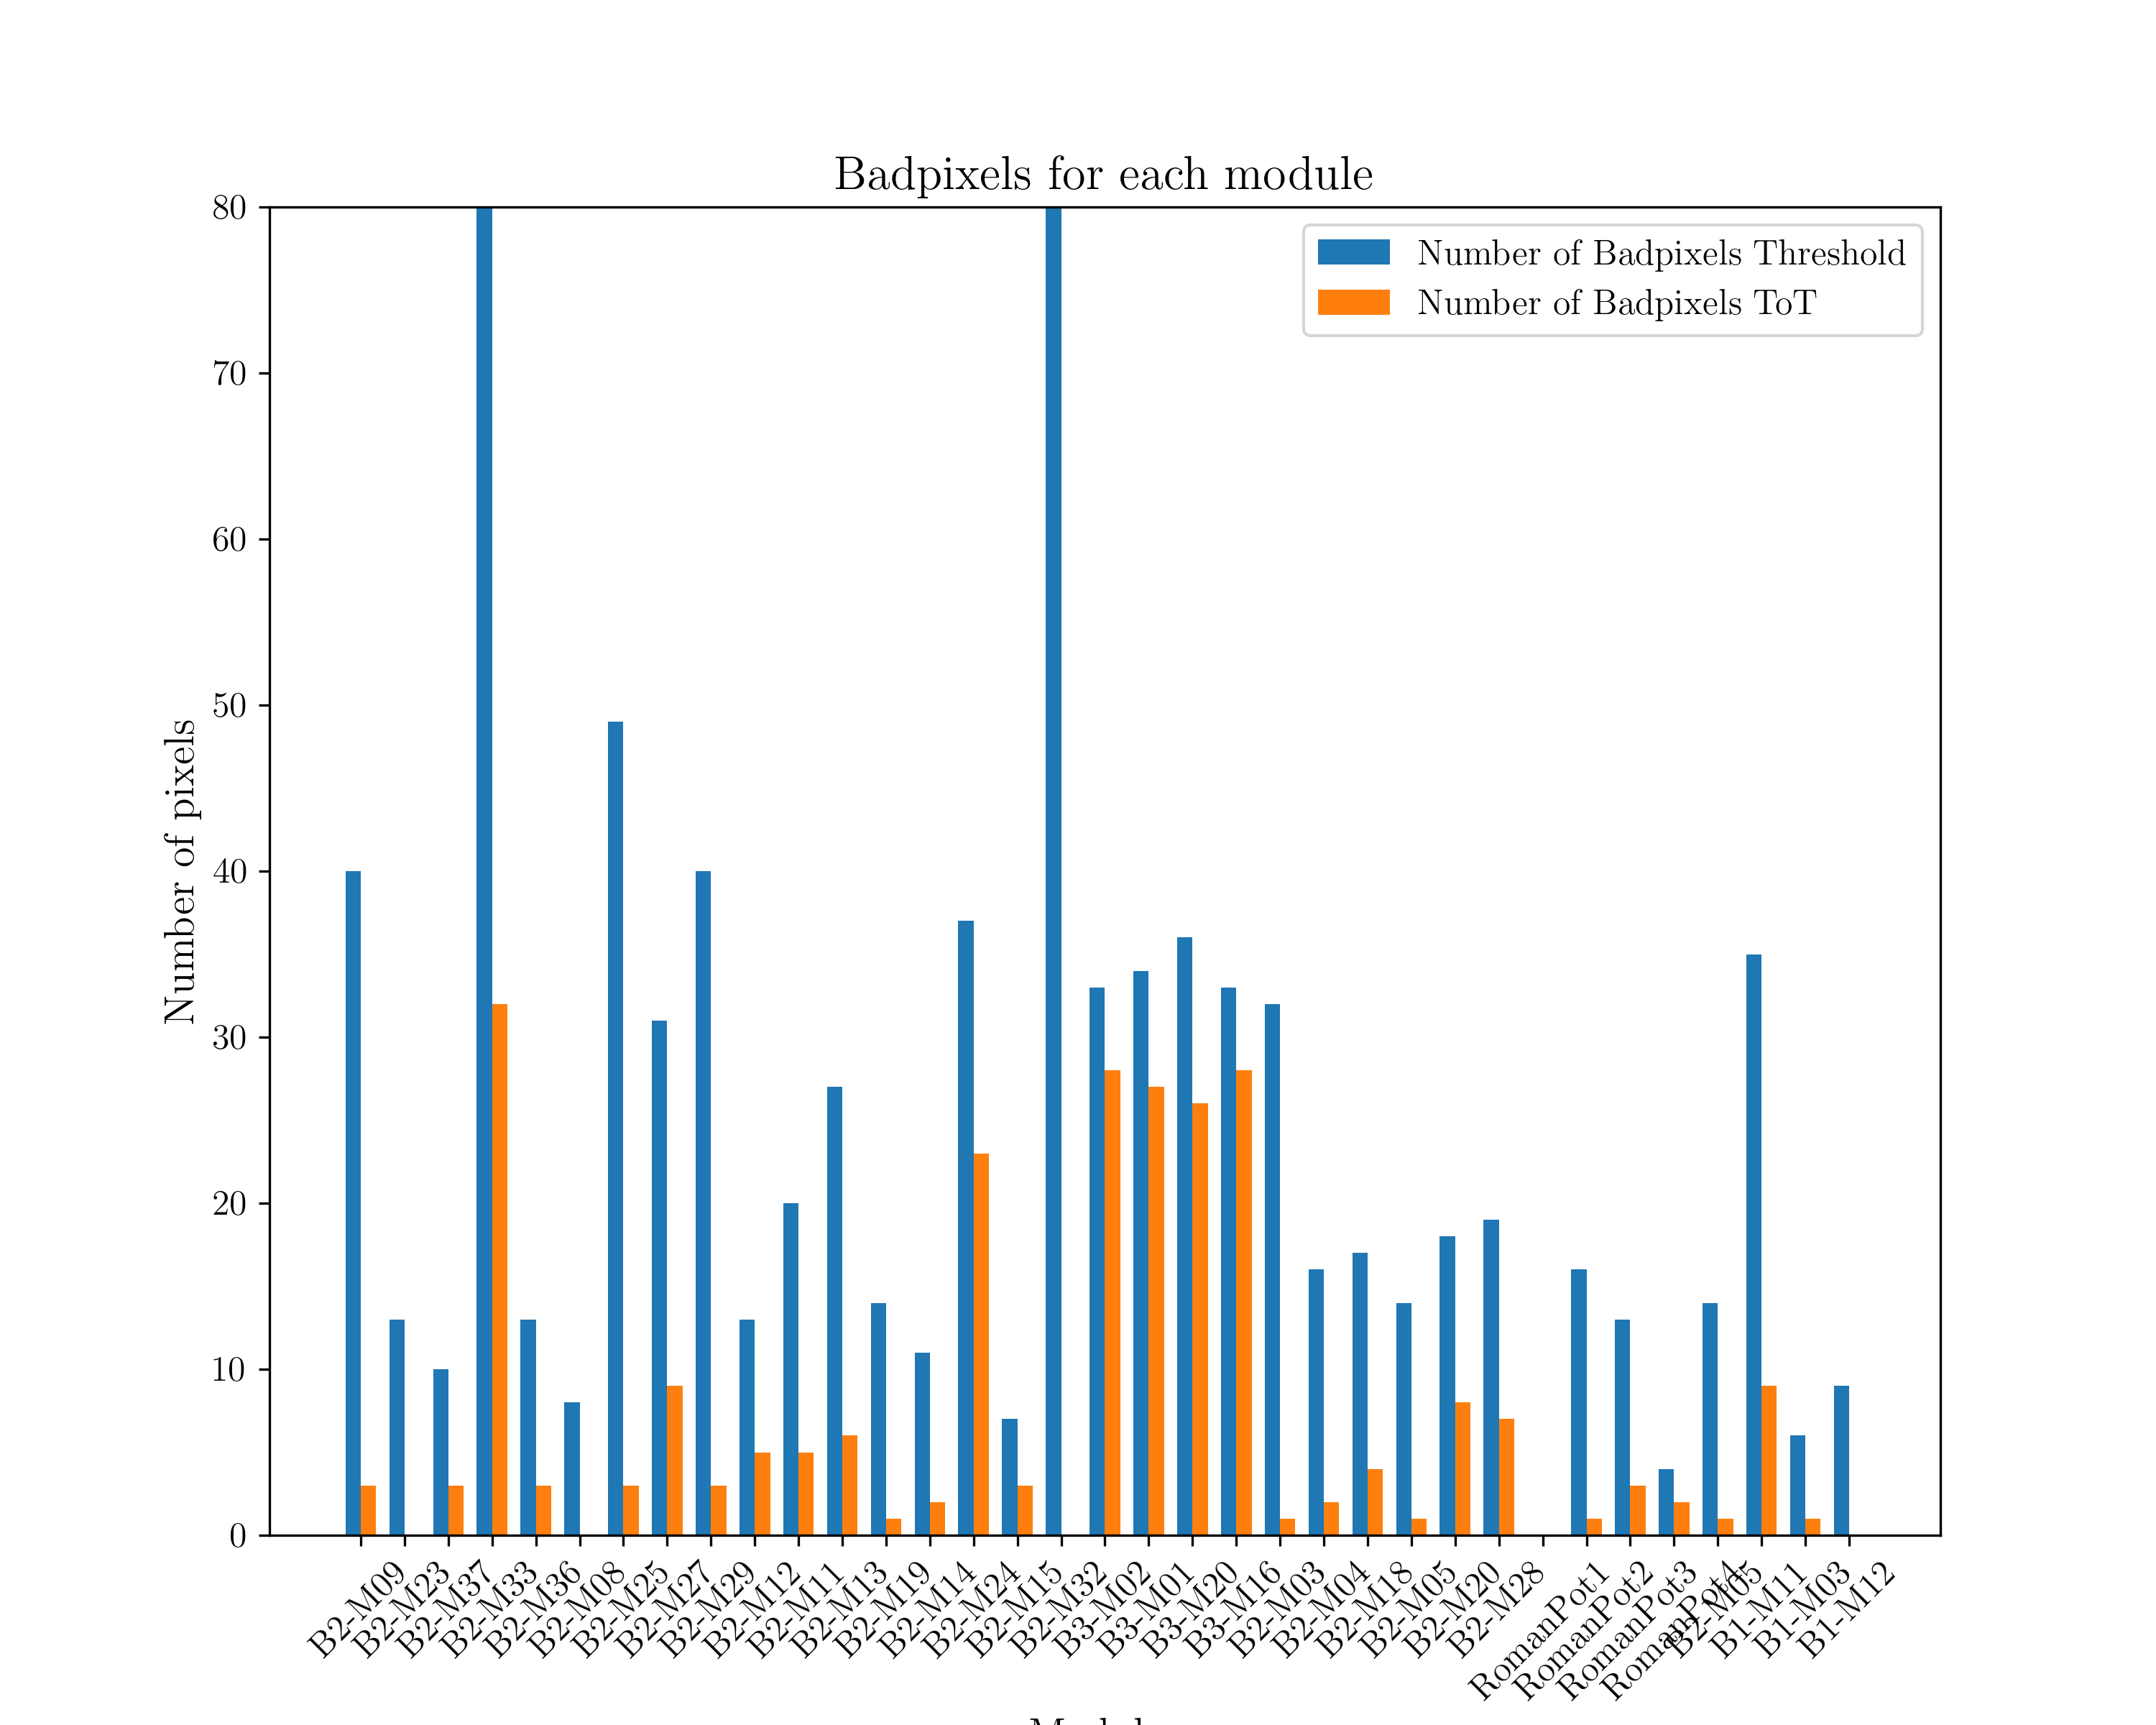 Badpixels for each module
Number of Badpixels Threshold
Number of Badpixels ToT
80
70
60
50
40
30
20
10
0
Number of pixels
B2-M09
B2-M23
B2-M37
B2-M33
B2-M36
B2-M08
B2-M25
B2-M27
B2-M29
B2-M12
B2-M11
B2-M13
B2-M19
B2-M14
B2-M24
B2-M15
B2-M32
B3-M02
B3-M01
B3-M20
B3-M16
B2-M03
B2-M04
B2-M18
B2-M05
B2-M20
B2-M28
RomanPot1
RomanPot2
RomanPot3
RomanPot4
B2-M05
B1-M11
B1-M03
B1-M12